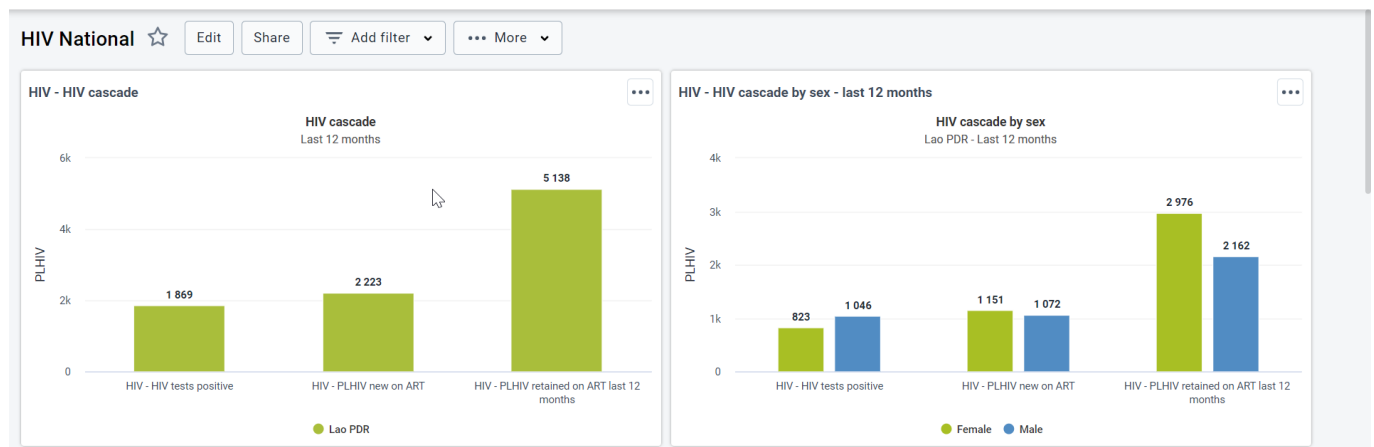 HIV National
Edit
Share
Add filter
More
HIV - HIV cascade
HIV cascade
Last 12 months
6k
4k
2k
0
PLHIV
1 869
2 223
5 138
HIV - HIV tests positive
HIV - PLHIV new on ART
HIV - PLHIV retained on ART last 12
months
Lao PDR
HIV - HIV cascade by sex - last 12 months
HIV cascade by sex
Lao PDR - Last 12 months
4k
3k
2k
1k
0
PLHIV
823
1 046
1 151
1 072
2 976
2 162
HIV - HIV tests positive
HIV - PLHIV new on ART
HIV - PLHIV retained on ART last 12
months
Female
Male